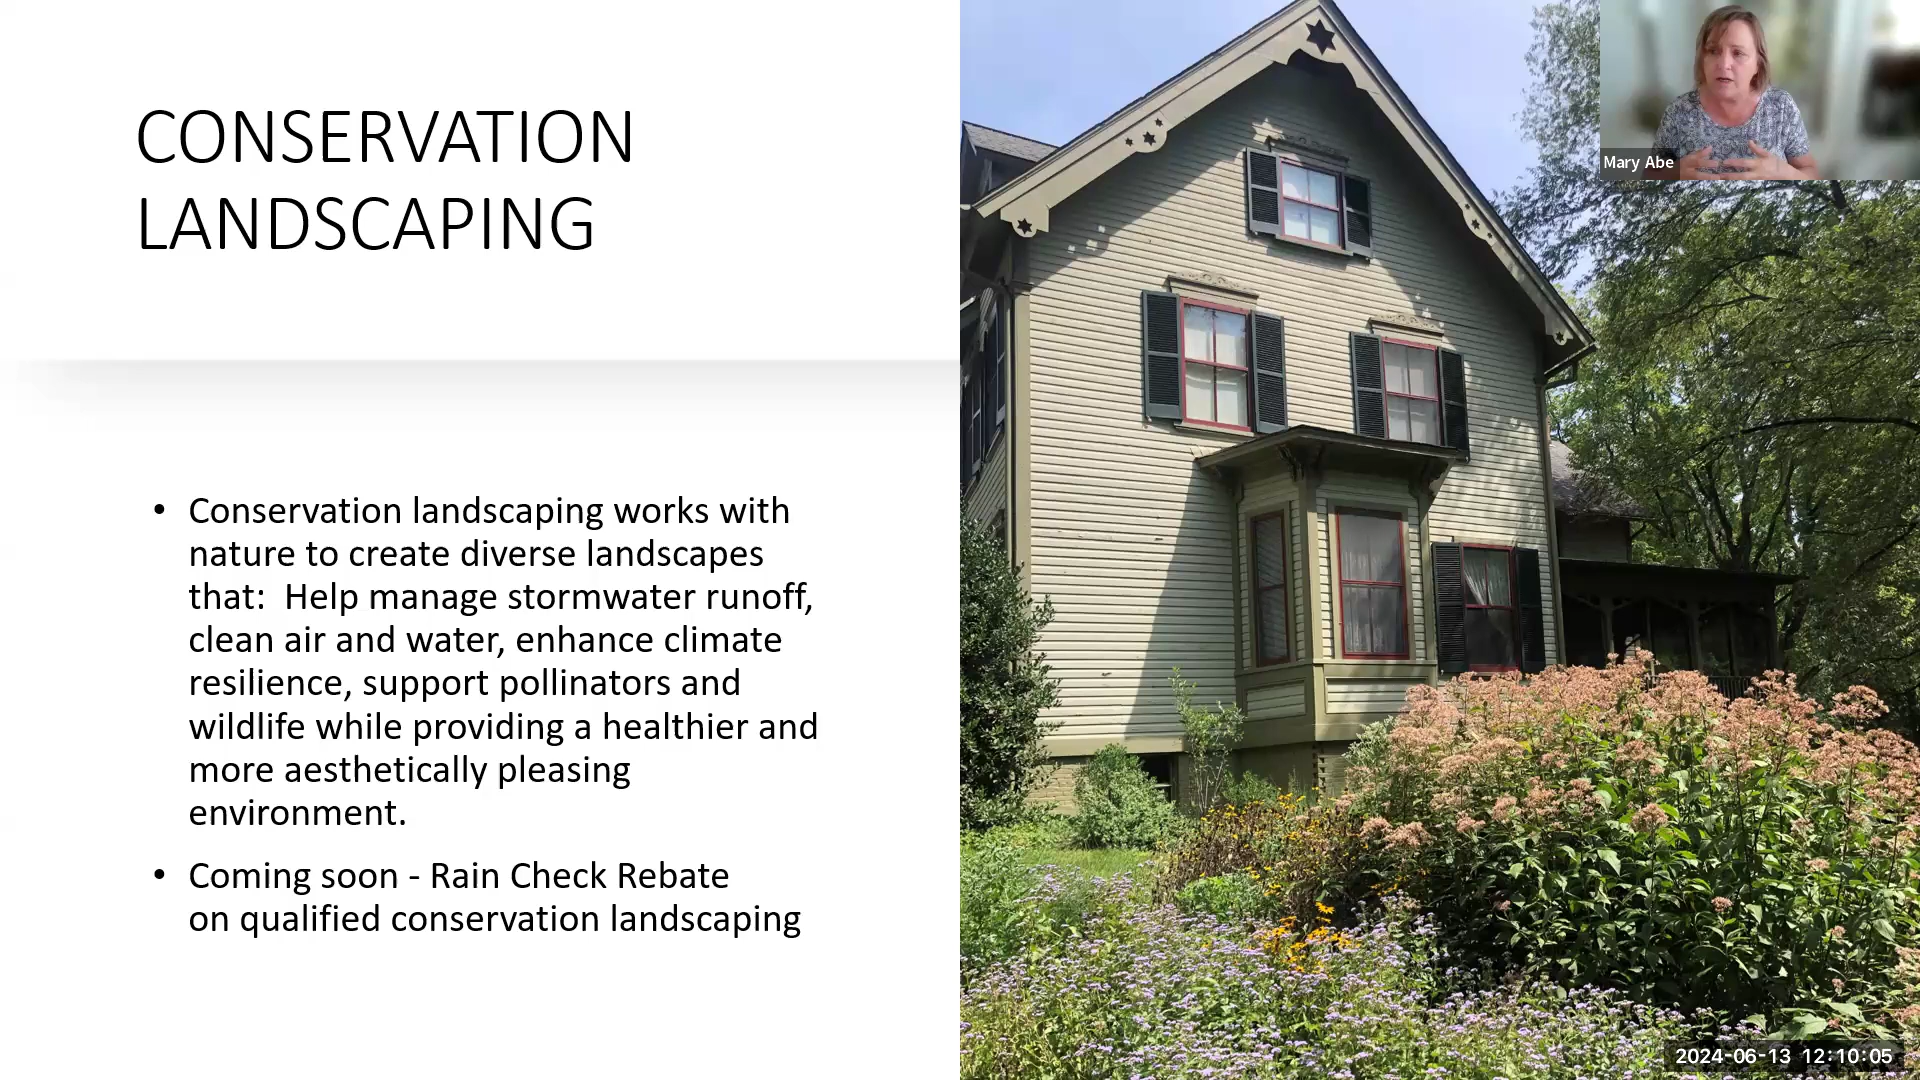 CONSERVATION
LANDSCAPING
• Conservation landscaping works with
nature to create diverse landscapes
that:  Help manage stormwater runoff,
clean air and water, enhance climate
resilience, support pollinators and
wildlife while providing a healthier and
more aesthetically pleasing
environment.
• Coming soon - Rain Check Rebate
on qualified conservation landscaping
Mary Abe
2024-06-13 12:10:05